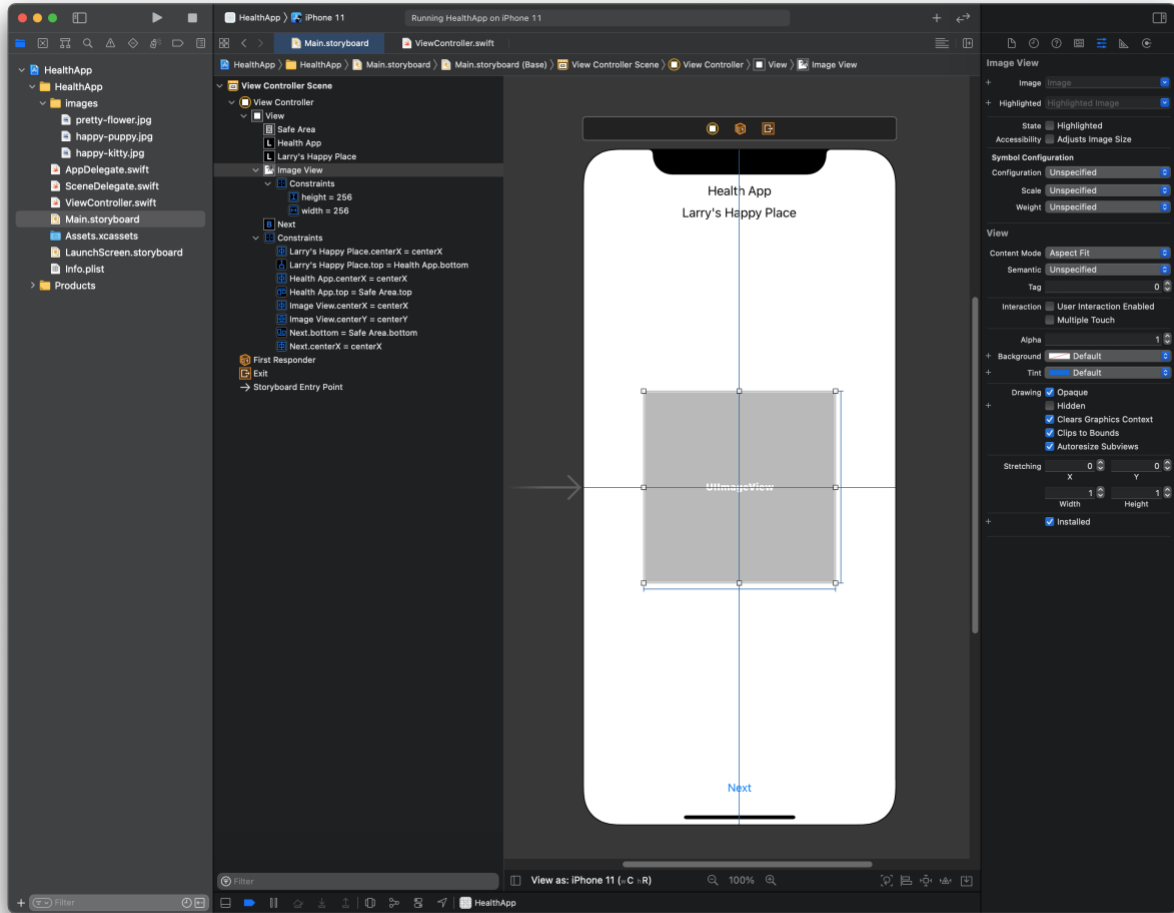 HealthApp 〉 iPhone 11
Running HealthApp on iPhone 11
Main.storyboard
ViewController.swift
HealthApp 〉 HealthApp 〉 Main.storyboard 〉 Main.storyboard (Base) 〉 View Controller Scene 〉 View Controller 〉 View 〉 Image View
HealthApp
HealthApp
images
pretty-flower.jpg
happy-puppy.jpg
happy-kitty.jpg
AppDelegate.swift
SceneDelegate.swift
ViewController.swift
Main.storyboard
Assets.xcassets
LaunchScreen.storyboard
Info.plist
Products
Filter
View Controller Scene
View Controller
View
Safe Area
L Health App
L Larry's Happy Place
Image View
Constraints
height = 256
width = 256
B Next
Constraints
Larry's Happy Place.centerX = centerX
Larry's Happy Place.top = Health App.bottom
Health App.centerX = centerX
Health App.top = Safe Area.top
Image View.centerX = centerX
Image View.centerY = centerY
Next.bottom = Safe Area.bottom
Next.centerX = centerX
First Responder
Exit
Storyboard Entry Point
Filter
Health App
Larry's Happy Place
UIImageView
Next
View as: iPhone 11 (wC hR)
100%
HealthApp
Image View
Image Image
Highlighted Highlighted Image
State Highlighted
Accessibility Adjusts Image Size
Symbol Configuration
Configuration Unspecified
Scale Unspecified
Weight Unspecified
View
Content Mode Aspect Fit
Semantic Unspecified
Tag 0
Interaction User Interaction Enabled
Multiple Touch
Alpha 1
Background Default
Tint Default
Drawing Opaque
Hidden
Clears Graphics Context
Clips to Bounds
Autoresize Subviews
Stretching 0 0
X Y
1 1
Width Height
Installed